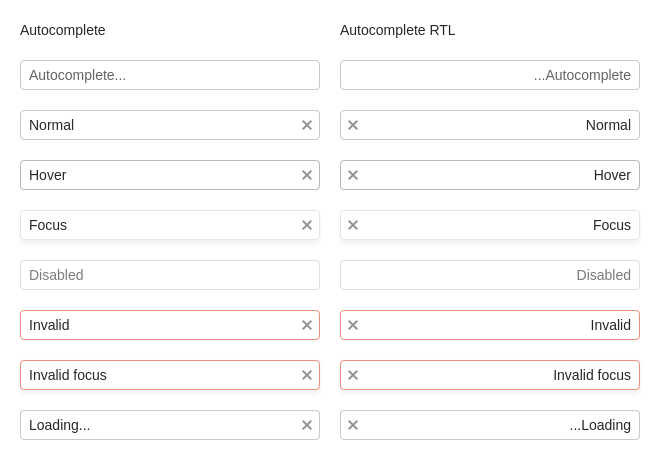 Autocomplete
Autocomplete...
Normal
Hover
Focus
Disabled
Invalid
Invalid focus
Loading...
Autocomplete RTL
...Autocomplete
Normal
Hover
Focus
Disabled
Invalid
Invalid focus
...Loading